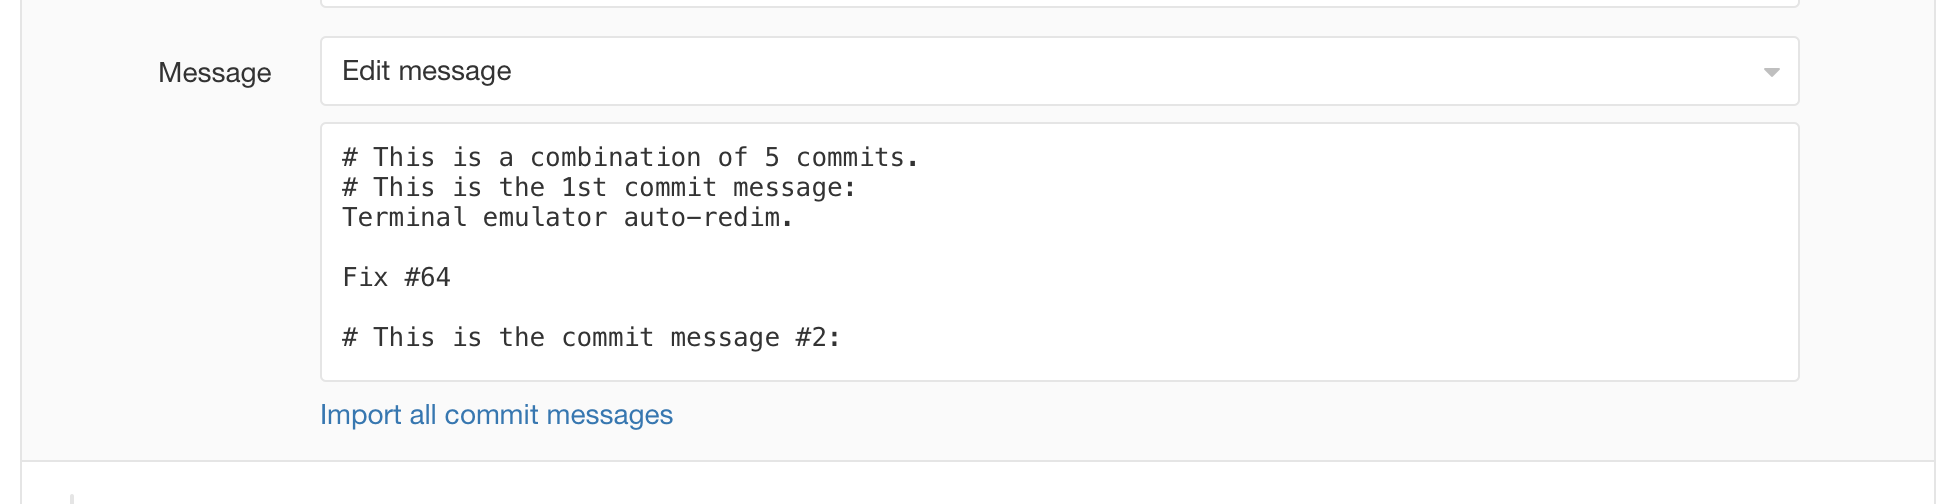 Message
Edit message
# This is a combination of 5 commits.
# This is the 1st commit message:
Terminal emulator auto-redim.
Fix #64
# This is the commit message #2:
Import all commit messages